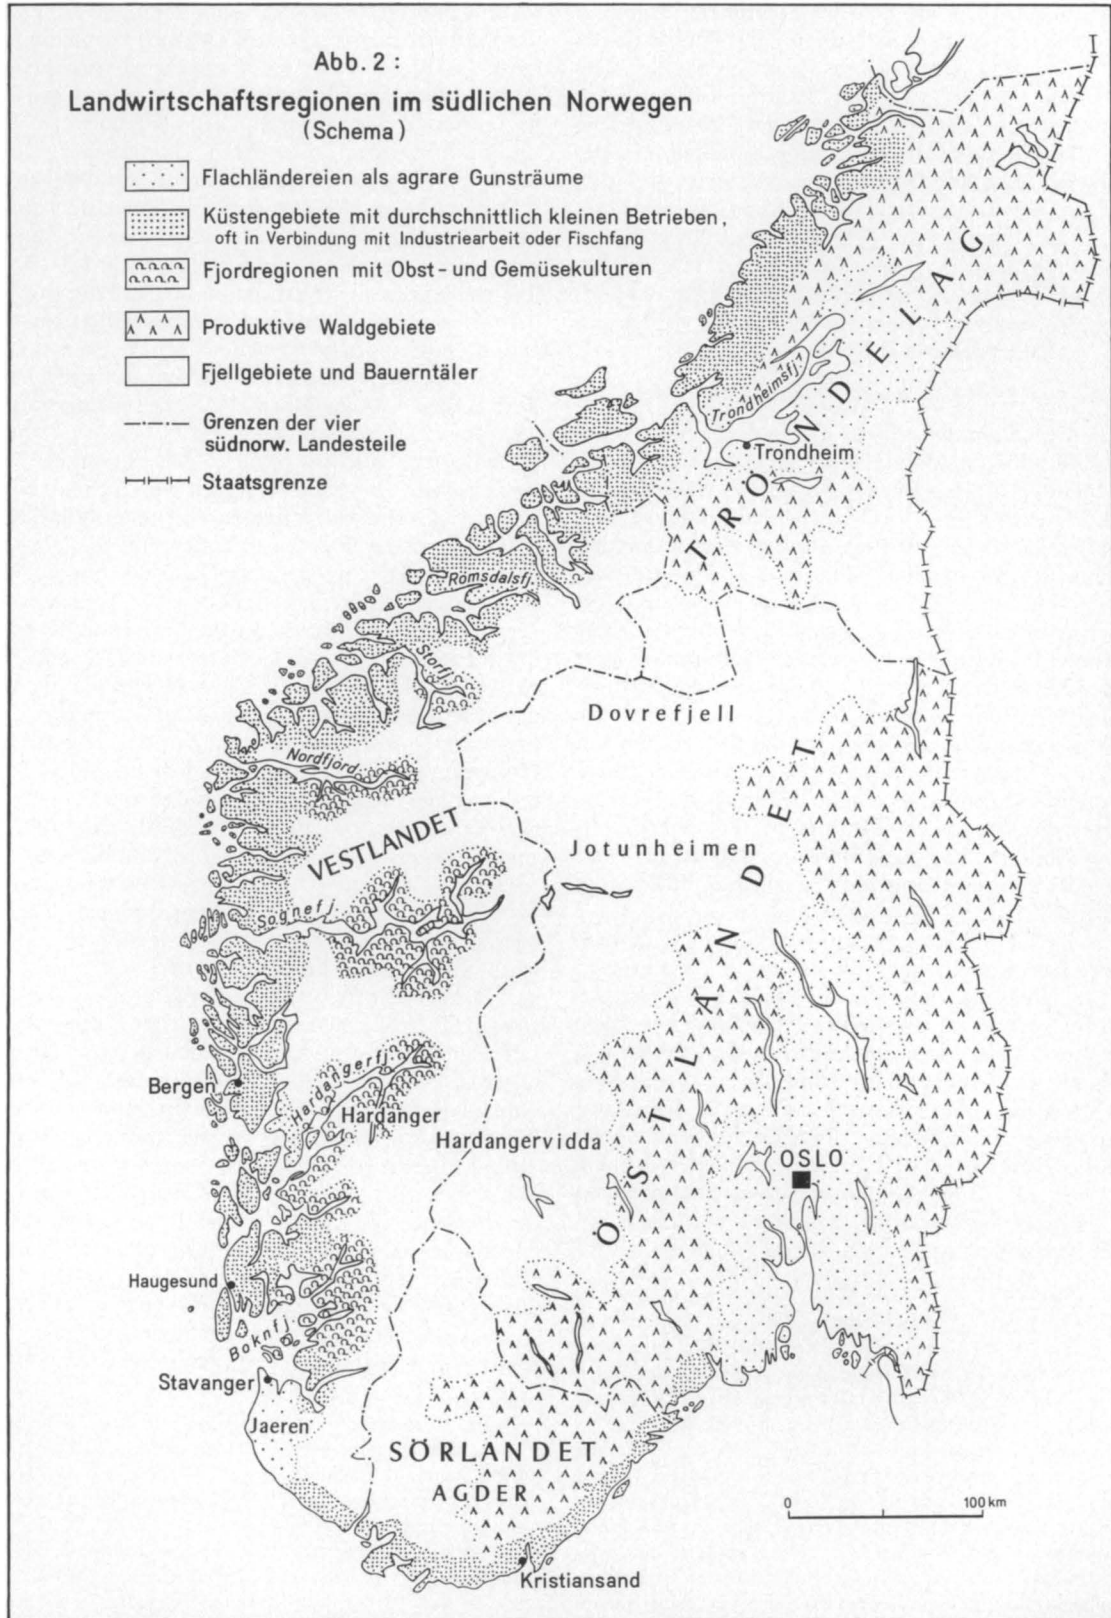 Abb. 2 :
Landwirtschaftsregionen im südlichen Norwegen
(Schema)
Flachländereien als agrare Gunsträume
Küstengebiete mit durchschnittlich kleinen Betrieben,
oft in Verbindung mit Industriearbeit oder Fischfang
Fjordregionen mit Obst- und Gemüsekulturen
Produktive Waldgebiete
Fjellgebiete und Bauerntäler
Grenzen der vier
südnorw. Landesteile
Staatsgrenze
TRÖNDELAG
Trondheimsfj.
Trondheim
Romsdalsfj.
Storfj.
Dovrefjell
Nordfjord
VESTLANDET
Jotunheimen
ÖSTLANDET
Sognefj.
Bergen
Hardangerfj.
Hardanger
Hardangervidda
OSLO
Haugesund
Boknfj.
Stavanger
Jaeren
SÖRLANDET
AGDER
0 100 km
Kristiansand